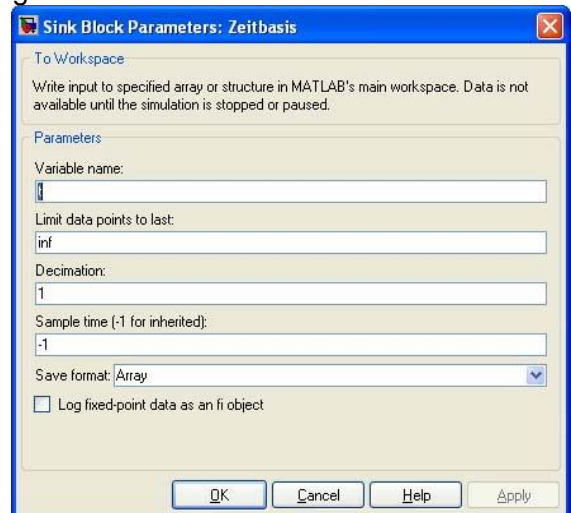 Sink Block Parameters: Zeitbasis
To Workspace
Write input to specified array or structure in MATLAB's main workspace. Data is not
available until the simulation is stopped or paused.
Parameters
Variable name:
t
Limit data points to last:
inf
Decimation:
1
Sample time (-1 for inherited):
-1
Save format: Array
Log fixed-point data as an fi object
OK Cancel Help Apply